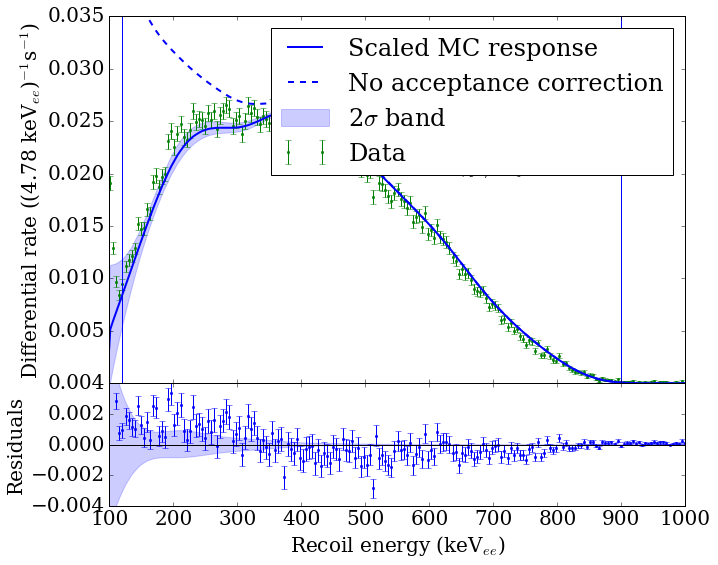 0.035
0.030
0.025
0.020
0.015
0.010
0.005
0.004
0.002
0.000
−0.002
−0.004
Differential rate ((4.78 keV_ee)^−1 s^−1)
Residuals
Scaled MC response
No acceptance correction
2σ band
Data
100 200 300 400 500 600 700 800 900 1000
Recoil energy (keV_ee)